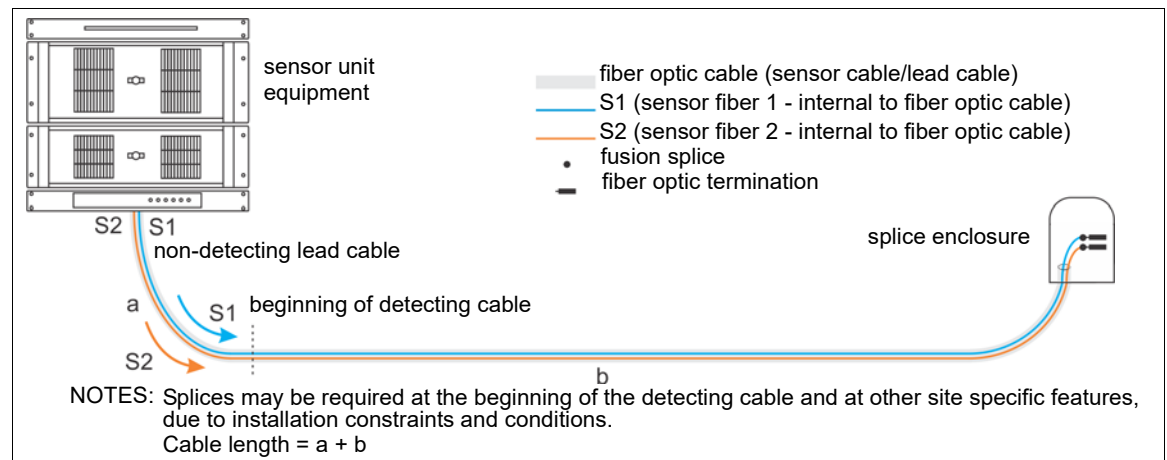 sensor unit
equipment
fiber optic cable (sensor cable/lead cable)
S1 (sensor fiber 1 - internal to fiber optic cable)
S2 (sensor fiber 2 - internal to fiber optic cable)
fusion splice
fiber optic termination
S2 S1
non-detecting lead cable
splice enclosure
a
S1
beginning of detecting cable
S2
b
NOTES: Splices may be required at the beginning of the detecting cable and at other site specific features,
due to installation constraints and conditions.
Cable length = a + b